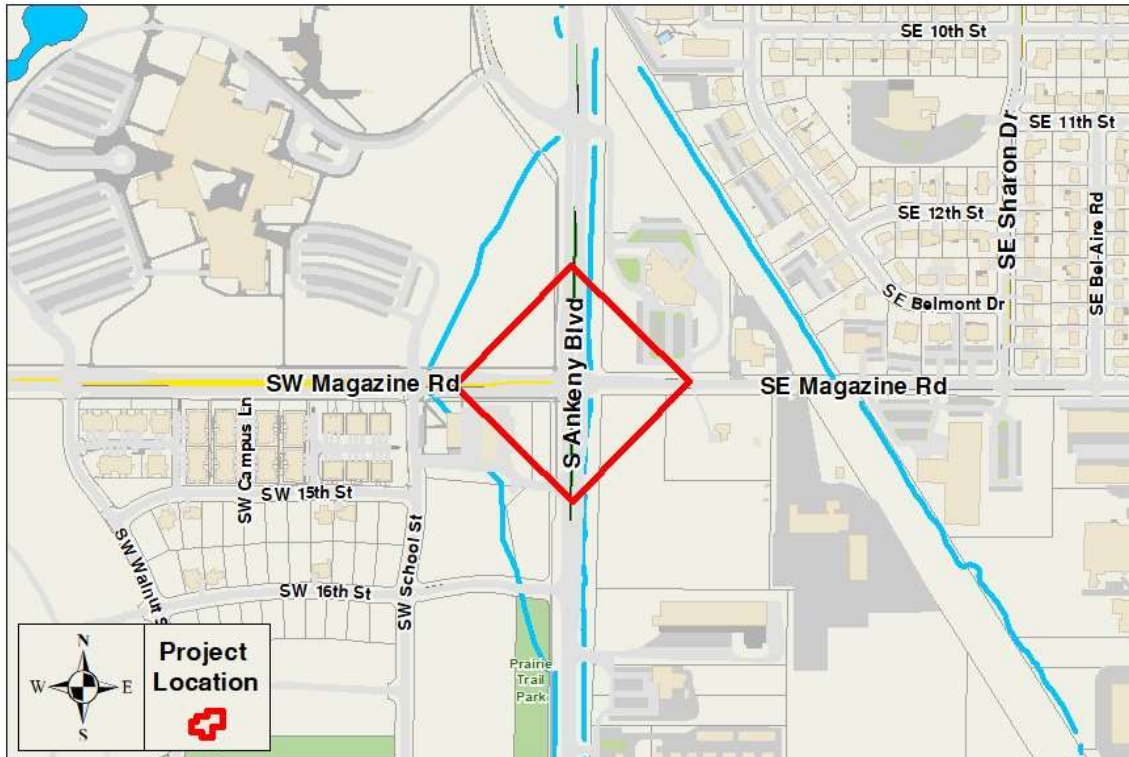 SE 10th St
SE 11th St
SE Sharon Dr
SE 12th St
SE Bel-Aire Rd
SE Belmont Dr
S Ankeny Blvd
SW Magazine Rd
SE Magazine Rd
SW Campus Ln
SW 15th St
SW Walnut S
SW School St
SW 16th St
Prairie
Trail
Park
N
W
E
S
Project
Location